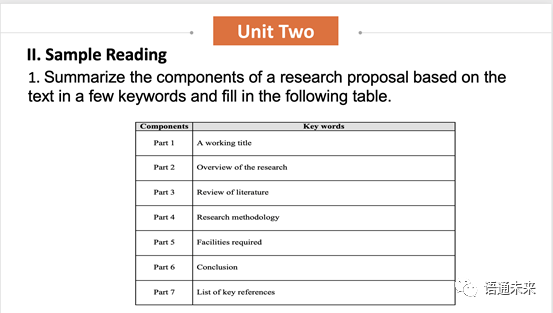 Unit Two
II. Sample Reading
1. Summarize the components of a research proposal based on the
text in a few keywords and fill in the following table.
Components Key words
Part 1 A working title
Part 2 Overview of the research
Part 3 Review of literature
Part 4 Research methodology
Part 5 Facilities required
Part 6 Conclusion
Part 7 List of key references
语通未来